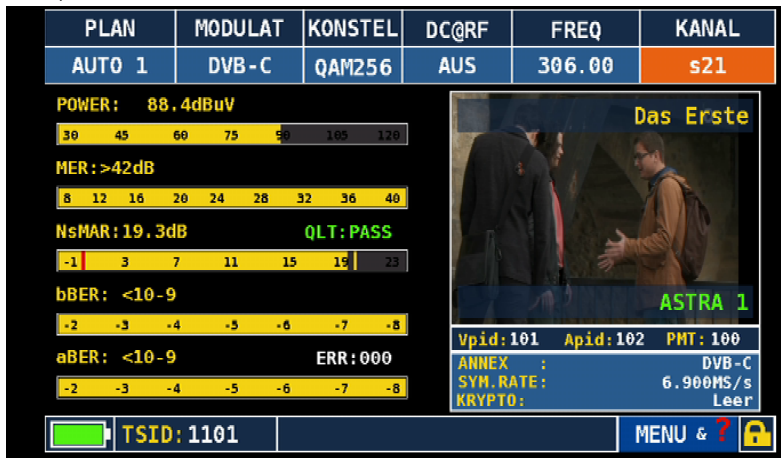 PLAN MODULAT KONSTEL DC@RF FREQ KANAL
AUTO 1 DVB-C QAM256 AUS 306.00 s21
POWER: 88.4dBuV
30 45 60 75 90 105 120
MER:>42dB
8 12 16 20 24 28 32 36 40
NsMAR:19.3dB QLT:PASS
-1 3 7 11 15 19 23
bBER: <10-9
-2 -3 -4 -5 -6 -7 -8
aBER: <10-9 ERR:000
-2 -3 -4 -5 -6 -7 -8
Das Erste
ASTRA 1
Vpid:101 Apid:102 PMT:100
ANNEX : DVB-C
SYM.RATE: 6.900MS/s
KRYPTO: Leer
TSID:1101 MENU & ?